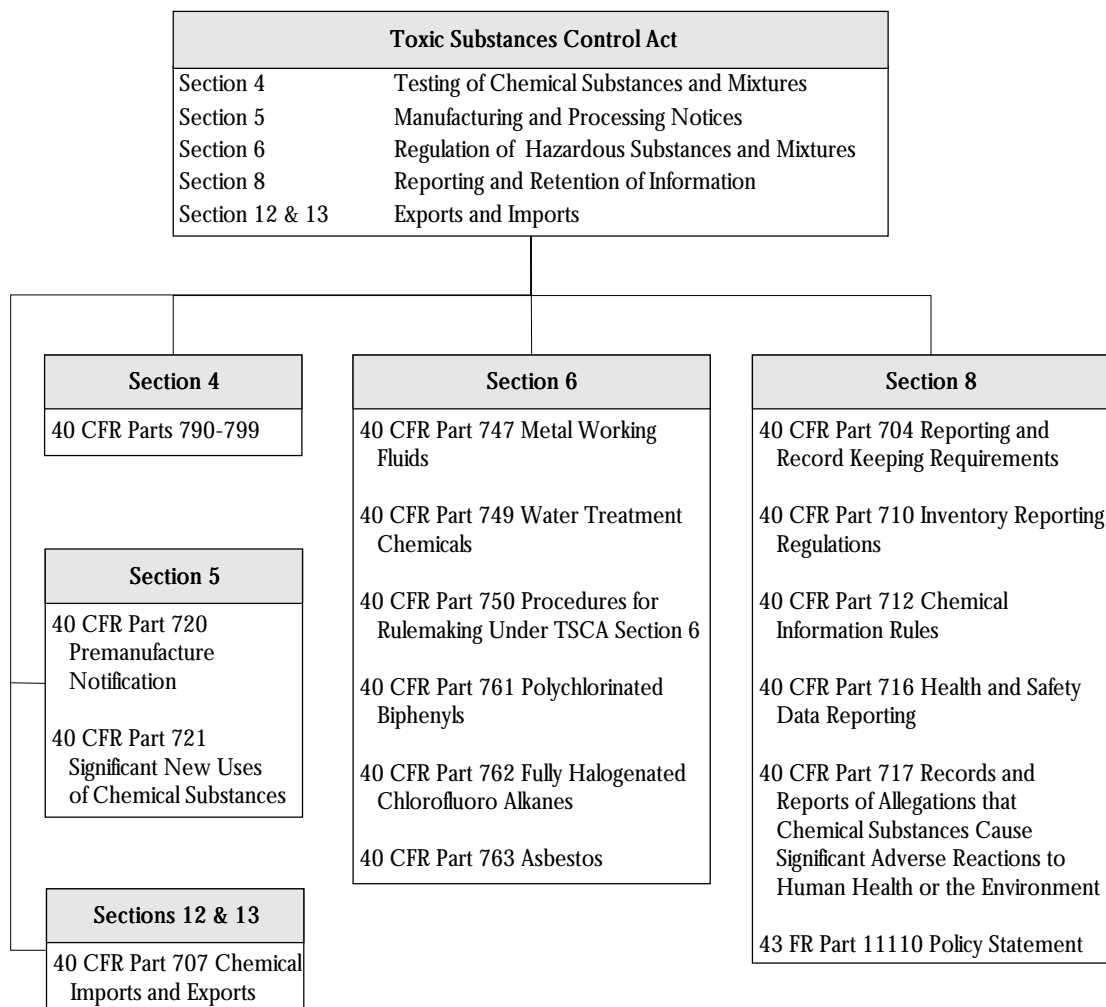 Toxic Substances Control Act
Section 4 Testing of Chemical Substances and Mixtures
Section 5 Manufacturing and Processing Notices
Section 6 Regulation of Hazardous Substances and Mixtures
Section 8 Reporting and Retention of Information
Section 12 & 13 Exports and Imports
Section 4
40 CFR Parts 790-799
Section 5
40 CFR Part 720
Premanufacture
Notification
40 CFR Part 721
Significant New Uses
of Chemical Substances
Sections 12 & 13
40 CFR Part 707 Chemical
Imports and Exports
Section 6
40 CFR Part 747 Metal Working
Fluids
40 CFR Part 749 Water Treatment
Chemicals
40 CFR Part 750 Procedures for
Rulemaking Under TSCA Section 6
40 CFR Part 761 Polychlorinated
Biphenyls
40 CFR Part 762 Fully Halogenated
Chlorofluoro Alkanes
40 CFR Part 763 Asbestos
Section 8
40 CFR Part 704 Reporting and
Record Keeping Requirements
40 CFR Part 710 Inventory Reporting
Regulations
40 CFR Part 712 Chemical
Information Rules
40 CFR Part 716 Health and Safety
Data Reporting
40 CFR Part 717 Records and
Reports of Allegations that
Chemical Substances Cause
Significant Adverse Reactions to
Human Health or the Environment
43 FR Part 11110 Policy Statement